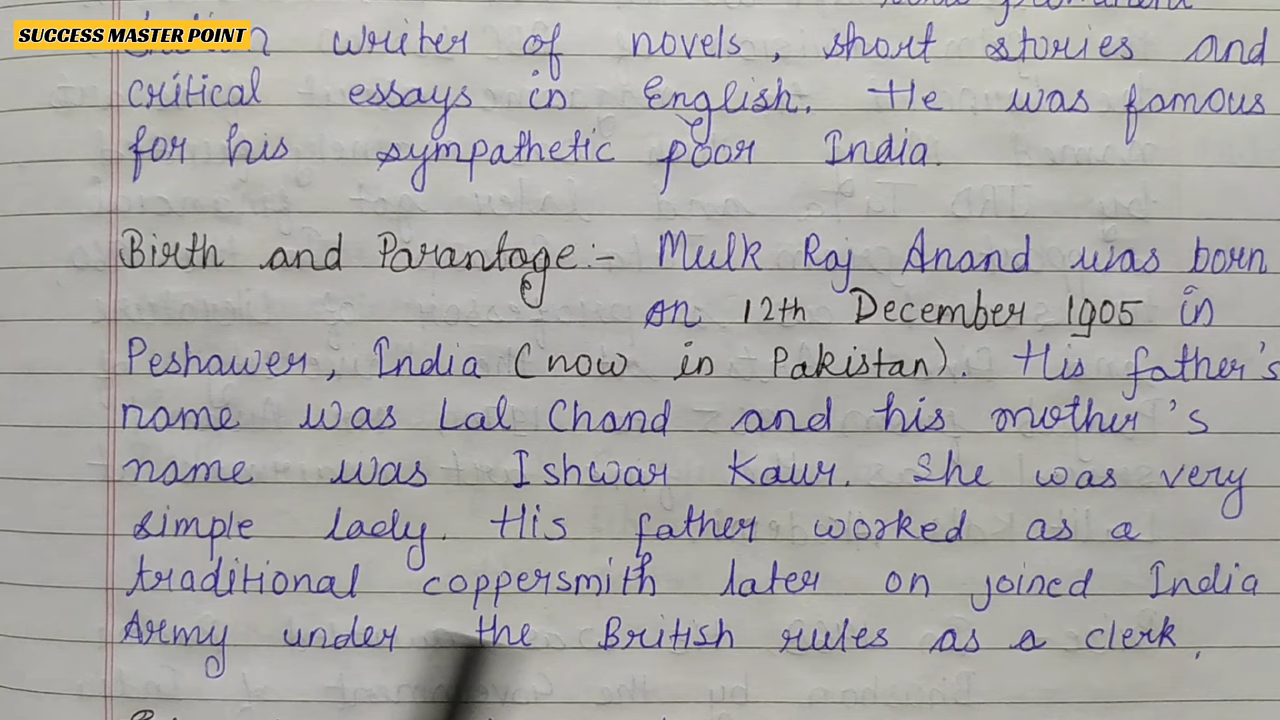 SUCCESS MASTER POINT
writer of novels, short stories and
critical essays in English. He was famous
for his sympathetic poor India.
Birth and Parantage:- Mulk Raj Anand was born
on 12th December 1905 in
Peshawer, India (now in Pakistan). His father's
name was Lal Chand and his mother's
name was Ishwar Kaur. She was very
simple lady. His father worked as a
traditional coppersmith later on joined India
Army under the British rules as a clerk.